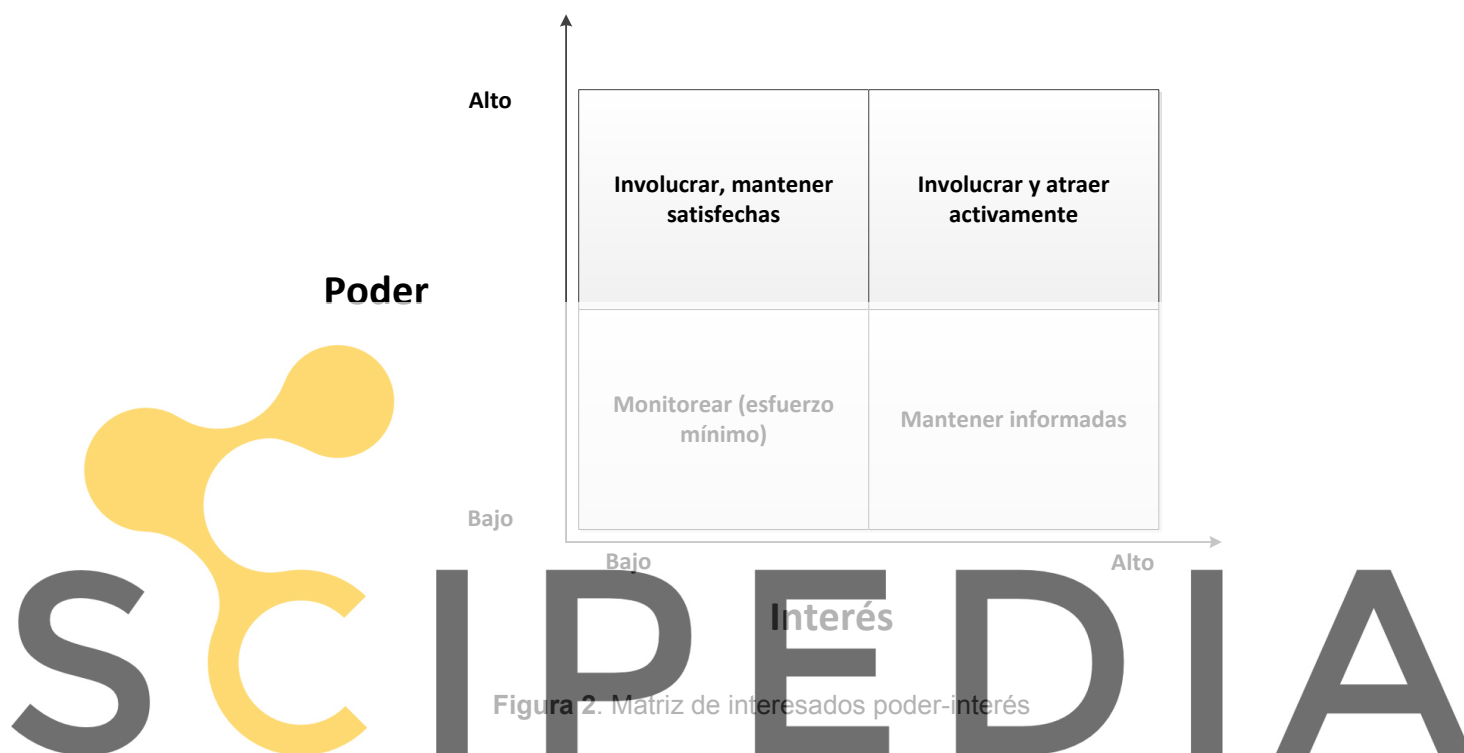 Alto
Involucrar, mantener
satisfechas
Involucrar y atraer
activamente
Poder
Monitorear (esfuerzo
mínimo)
Mantener informadas
Bajo
Bajo
Alto
Interés
Figura 2. Matriz de interesados poder-interés
SCIPEDIA